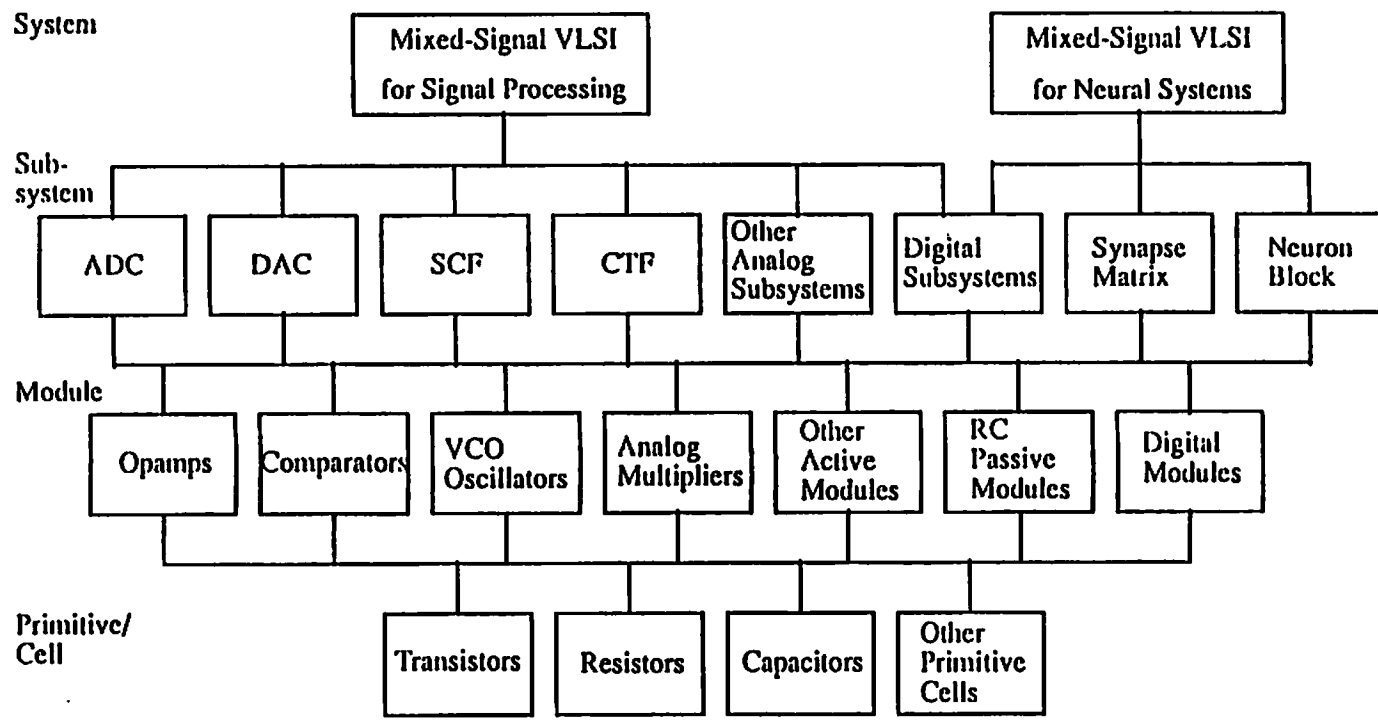 System
Mixed-Signal VLSI
for Signal Processing
Mixed-Signal VLSI
for Neural Systems
Sub-
system
ADC
DAC
SCF
CTF
Other
Analog
Subsystems
Digital
Subsystems
Synapse
Matrix
Neuron
Block
Module
Opamps
Comparators
VCO
Oscillators
Analog
Multipliers
Other
Active
Modules
RC
Passive
Modules
Digital
Modules
Primitive/
Cell
Transistors
Resistors
Capacitors
Other
Primitive
Cells